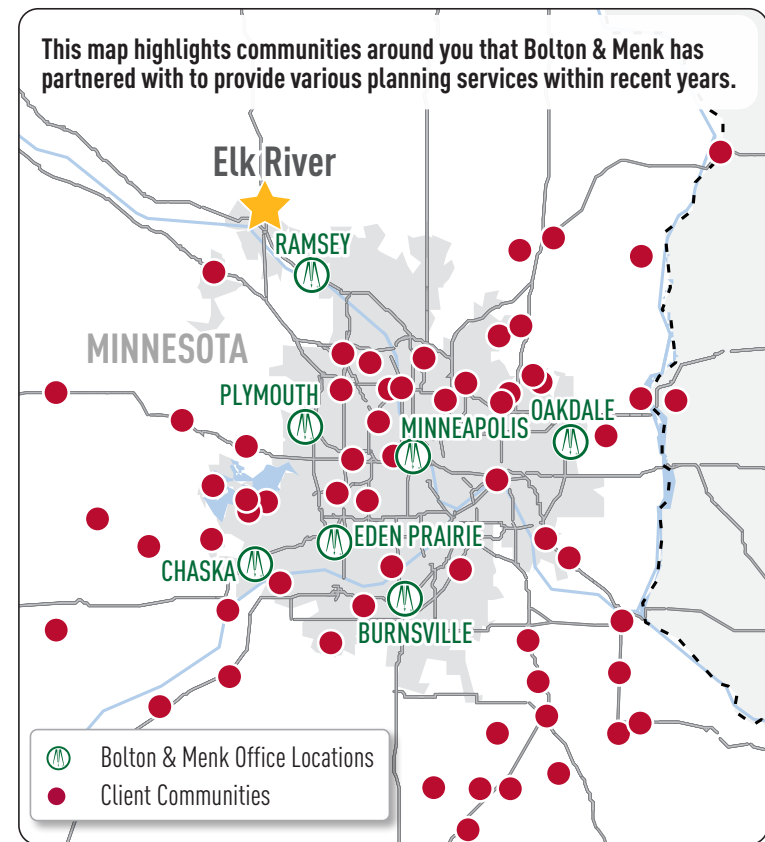 This map highlights communities around you that Bolton & Menk has
partnered with to provide various planning services within recent years.
Elk River
RAMSEY
MINNESOTA
PLYMOUTH
OAKDALE
MINNEAPOLIS
EDEN PRAIRIE
CHASKA
BURNSVILLE
Bolton & Menk Office Locations
Client Communities